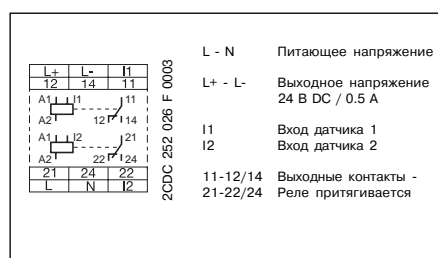 L+ L- I1
12 14 11
A1 I1 11
A2 12 14
A1 I2 21
A2 22 24
21 24 22
L N I2
2CDC 252 026 F 0003
L - N Питающее напряжение
L+ - L- Выходное напряжение
24 В DC / 0.5 А
I1 Вход датчика 1
I2 Вход датчика 2
11-12/14 Выходные контакты -
21-22/24 Реле притягивается